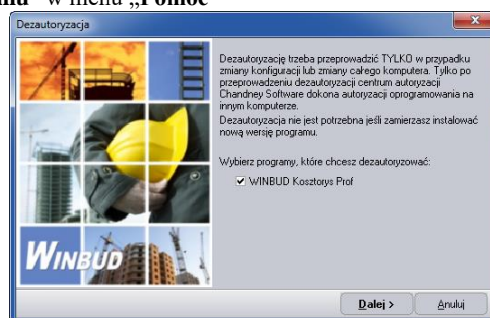 w menu „Pomoc
Dezautoryzacja
Dezautoryzację trzeba przeprowadzić TYLKO w przypadku
zmiany konfiguracji lub zmiany całego komputera. Tylko po
przeprowadzeniu dezautoryzacji centrum autoryzacji
Chandney Software dokona autoryzacji oprogramowania na
innym komputerze.
Dezautoryzacja nie jest potrzebna jeśli zamierzasz instalować
nową wersję programu.
Wybierz programy, które chcesz dezautoryzować:
WINBUD Kosztorys Prof
WINBUD
Dalej >
Anuluj